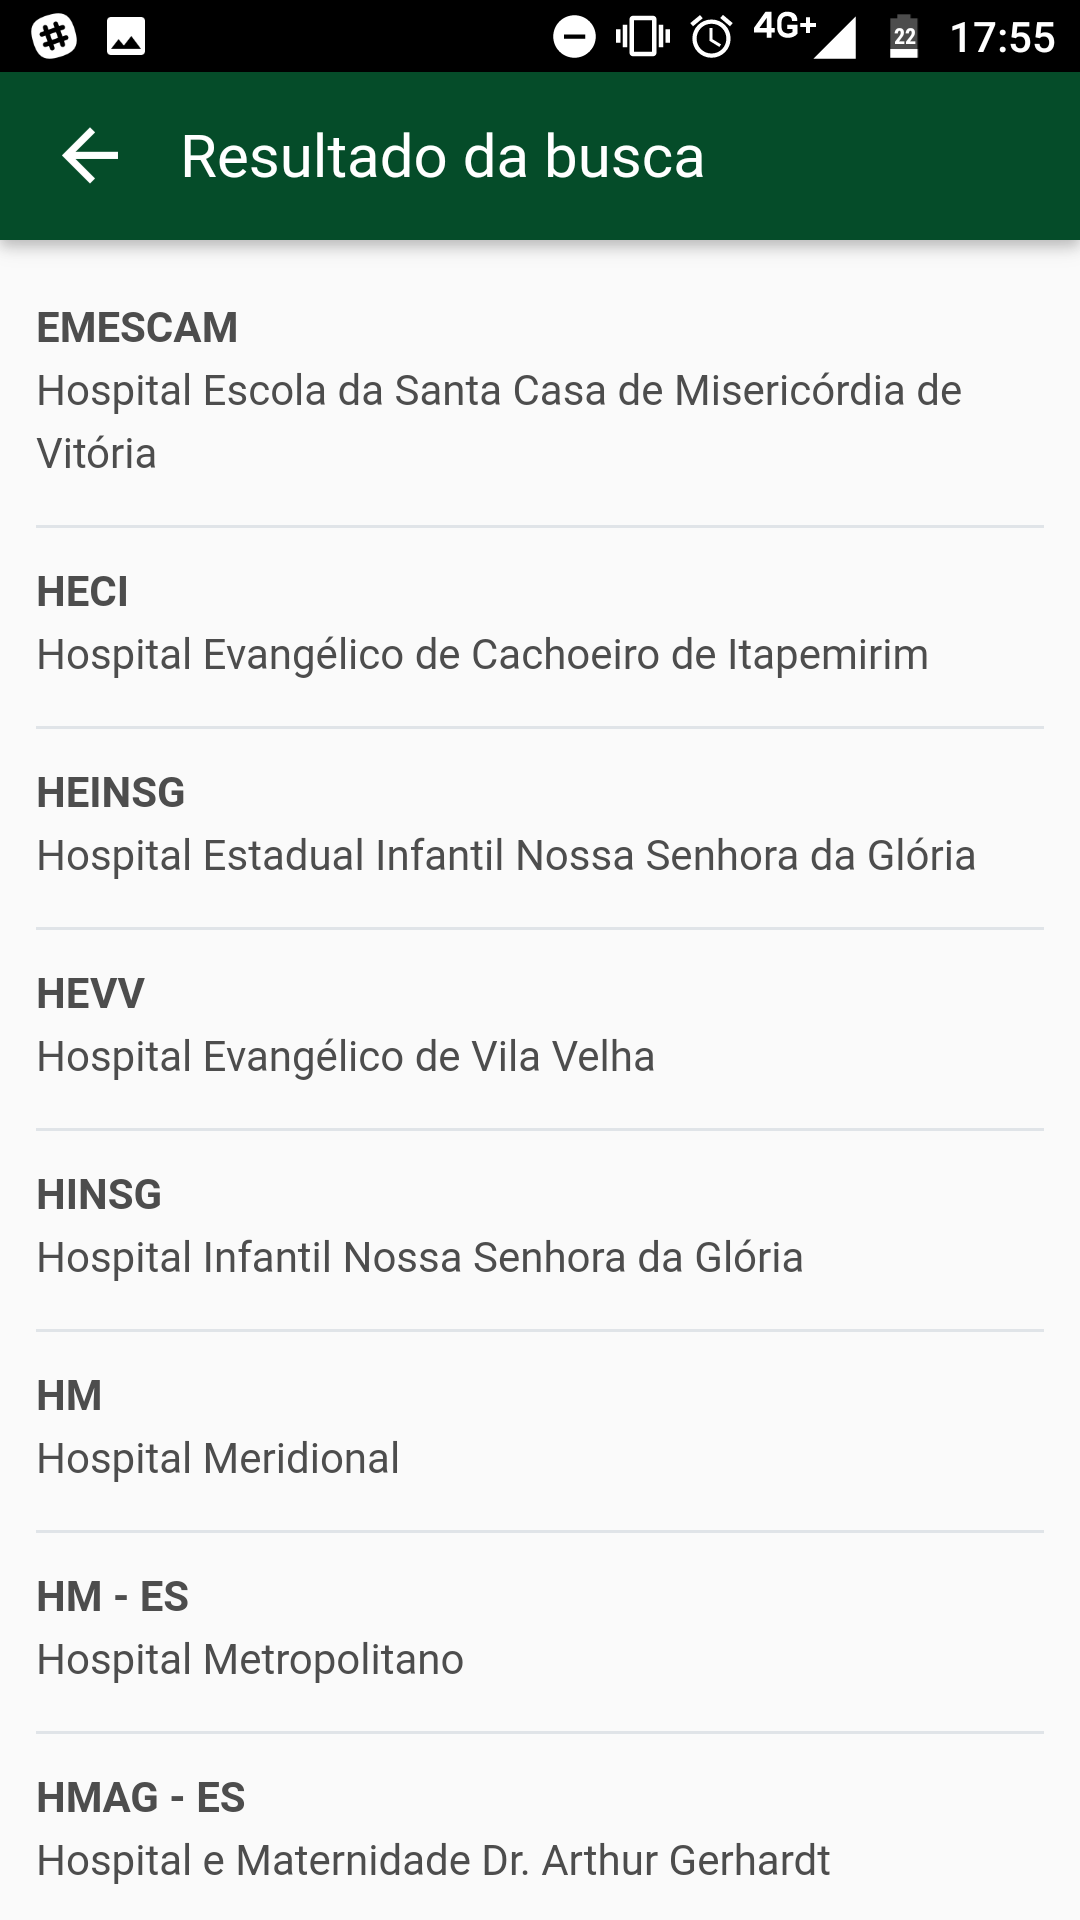 4G+ 22 17:55
Resultado da busca
EMESCAM
Hospital Escola da Santa Casa de Misericórdia de
Vitória
HECI
Hospital Evangélico de Cachoeiro de Itapemirim
HEINSG
Hospital Estadual Infantil Nossa Senhora da Glória
HEVV
Hospital Evangélico de Vila Velha
HINSG
Hospital Infantil Nossa Senhora da Glória
HM
Hospital Meridional
HM - ES
Hospital Metropolitano
HMAG - ES
Hospital e Maternidade Dr. Arthur Gerhardt